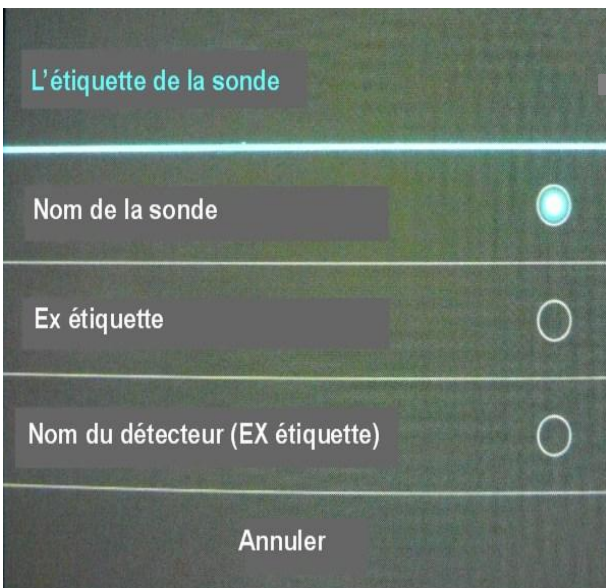 L'étiquette de la sonde
Nom de la sonde
Ex étiquette
Nom du détecteur (EX étiquette)
Annuler